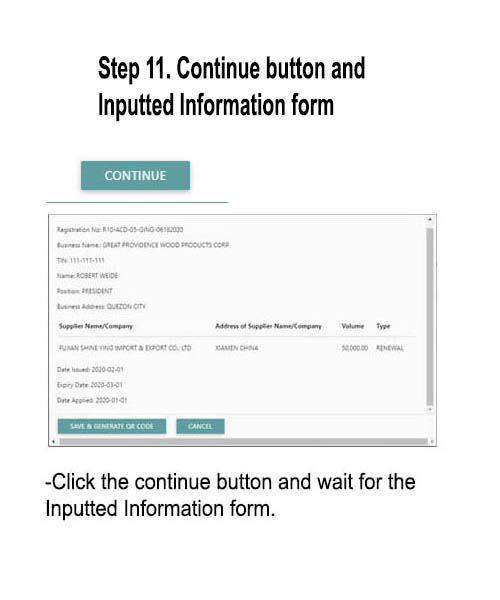 Step 11. Continue button and
Inputted Information form
CONTINUE
Registration No: R10-ACD-05-GING-06182020
Business Name: GREAT PROVIDENCE WOOD PRODUCTS CORP
TIN: 111-111-111
Name: ROBERT WEIDE
Position: PRESIDENT
Business Address: QUEZON CITY
Supplier Name/Company Address of Supplier Name/Company Volume Type
FUJIAN SHINE YING IMPORT & EXPORT CO., LTD XIAMEN CHINA 50,000.00 RENEWAL
Date Issued: 2020-02-01
Expiry Date: 2020-03-01
Date Applied: 2020-01-01
SAVE & GENERATE QR CODE CANCEL
-Click the continue button and wait for the
Inputted Information form.